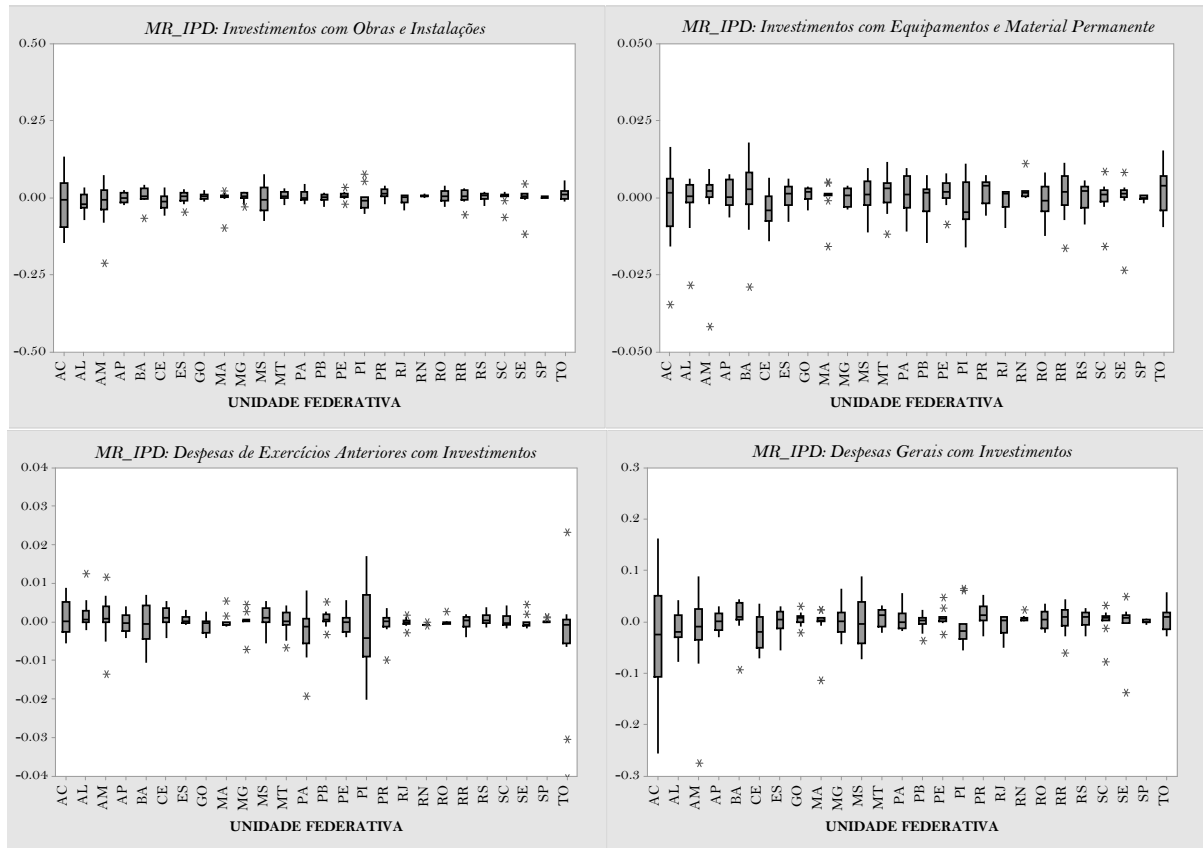 MR_IPD: Investimentos com Obras e Instalações
0.50
0.25
0.00
-0.25
-0.50
AC AL AM AP BA CE ES GO MA MG MS MT PA PB PE PI PR RJ RN RO RR RS SC SE SP TO
UNIDADE FEDERATIVA
MR_IPD: Investimentos com Equipamentos e Material Permanente
0.050
0.025
0.000
-0.025
-0.050
AC AL AM AP BA CE ES GO MA MG MS MT PA PB PE PI PR RJ RN RO RR RS SC SE SP TO
UNIDADE FEDERATIVA
MR_IPD: Despesas de Exercícios Anteriores com Investimentos
0.04
0.03
0.02
0.01
0.00
-0.01
-0.02
-0.03
-0.04
AC AL AM AP BA CE ES GO MA MG MS MT PA PB PE PI PR RJ RN RO RR RS SC SE SP TO
UNIDADE FEDERATIVA
MR_IPD: Despesas Gerais com Investimentos
0.3
0.2
0.1
0.0
-0.1
-0.2
-0.3
AC AL AM AP BA CE ES GO MA MG MS MT PA PB PE PI PR RJ RN RO RR RS SC SE SP TO
UNIDADE FEDERATIVA